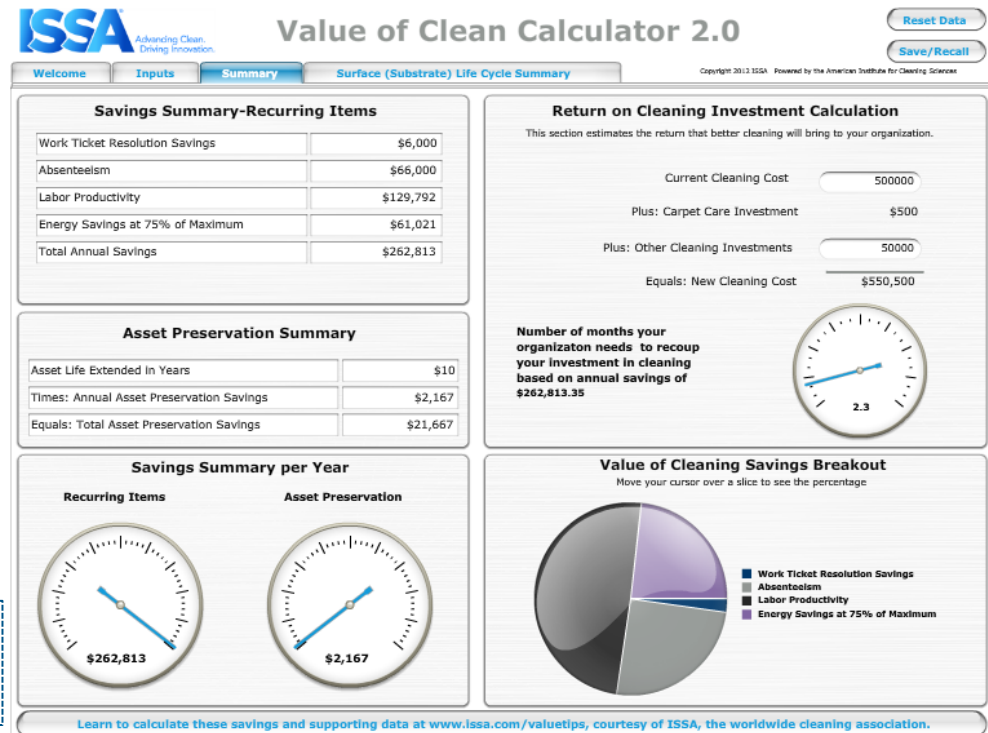 ISSA
Advancing Clean.
Driving Innovation.
Value of Clean Calculator 2.0
Reset Data
Save/Recall
Welcome
Inputs
Summary
Surface (Substrate) Life Cycle Summary
Copyright 2012 ISSA Powered by the American Institute for Cleaning Sciences
Savings Summary-Recurring Items
Work Ticket Resolution Savings $6,000
Absenteeism $66,000
Labor Productivity $129,792
Energy Savings at 75% of Maximum $61,021
Total Annual Savings $262,813
Return on Cleaning Investment Calculation
This section estimates the return that better cleaning will bring to your organization.
Current Cleaning Cost 500000
Plus: Carpet Care Investment $500
Plus: Other Cleaning Investments 50000
Equals: New Cleaning Cost $550,500
Number of months your
organizaton needs to recoup
your investment in cleaning
based on annual savings of
$262,813.35
2.3
Asset Preservation Summary
Asset Life Extended in Years $10
Times: Annual Asset Preservation Savings $2,167
Equals: Total Asset Preservation Savings $21,667
Savings Summary per Year
Recurring Items
Asset Preservation
$262,813
$2,167
Value of Cleaning Savings Breakout
Move your cursor over a slice to see the percentage
Work Ticket Resolution Savings
Absenteeism
Labor Productivity
Energy Savings at 75% of Maximum
Learn to calculate these savings and supporting data at www.issa.com/valuetips, courtesy of ISSA, the worldwide cleaning association.